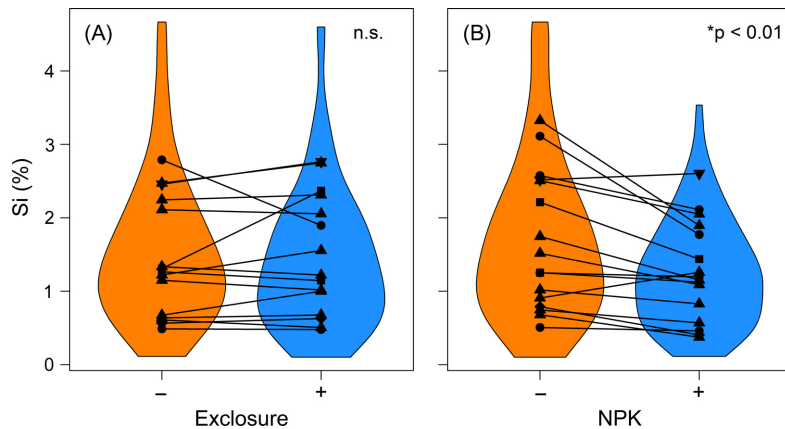 (A) n.s.
(B) *p < 0.01
Si (%)
4
3
2
1
0
− +
− +
Exclosure
NPK